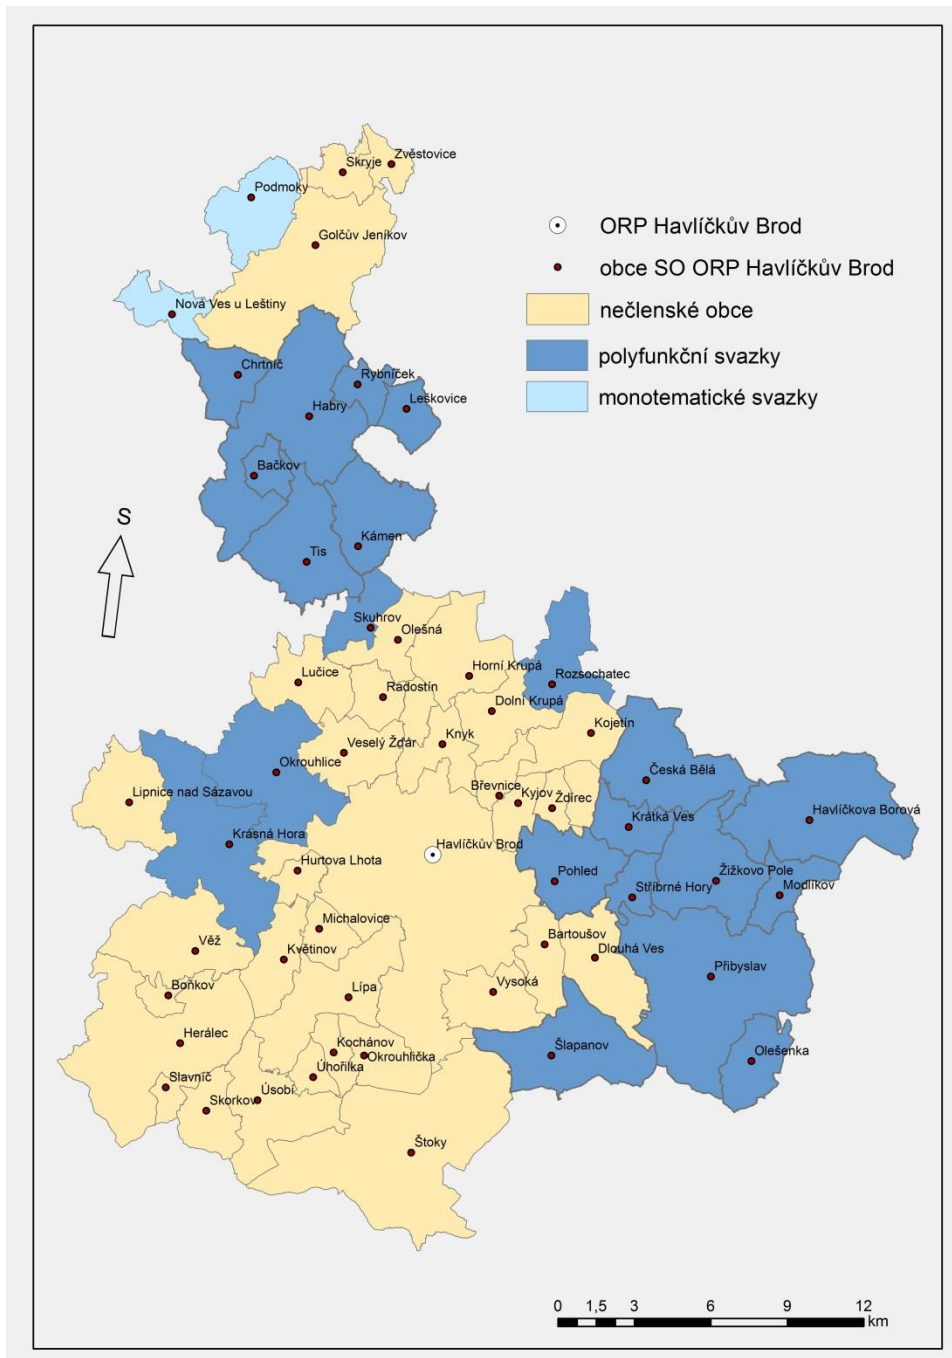 Zvěstovice
Skryje
Podmoky
Golčův Jeníkov
Nová Ves u Leštiny
ORP Havlíčkův Brod
obce SO ORP Havlíčkův Brod
nečlenské obce
polyfunkční svazky
monotematické svazky
Chrtníč
Rybníček
Leškovice
Habry
Bačkov
S
Kámen
Tis
Skuhrov
Olešná
Lučice
Horní Krupá
Rozsochatec
Radostín
Dolní Krupá
Kojetín
Veselý Žďár
Knyk
Okrouhlice
Česká Bělá
Lipnice nad Sázavou
Břevnice
Kyjov
Ždírec
Havlíčkova Borová
Krátká Ves
Krásná Hora
Havlíčkův Brod
Hurtova Lhota
Pohled
Stříbrné Hory
Žižkovo Pole
Modlíkov
Michalovice
Věž
Květinov
Bartoušov
Dlouhá Ves
Přibyslav
Boňkov
Lípa
Vysoká
Herálec
Kochánov
Okrouhlička
Šlapanov
Olešenka
Slavníč
Úhořilka
Skorkov
Úsobí
Štoky
0 1,5 3 6 9 12
km